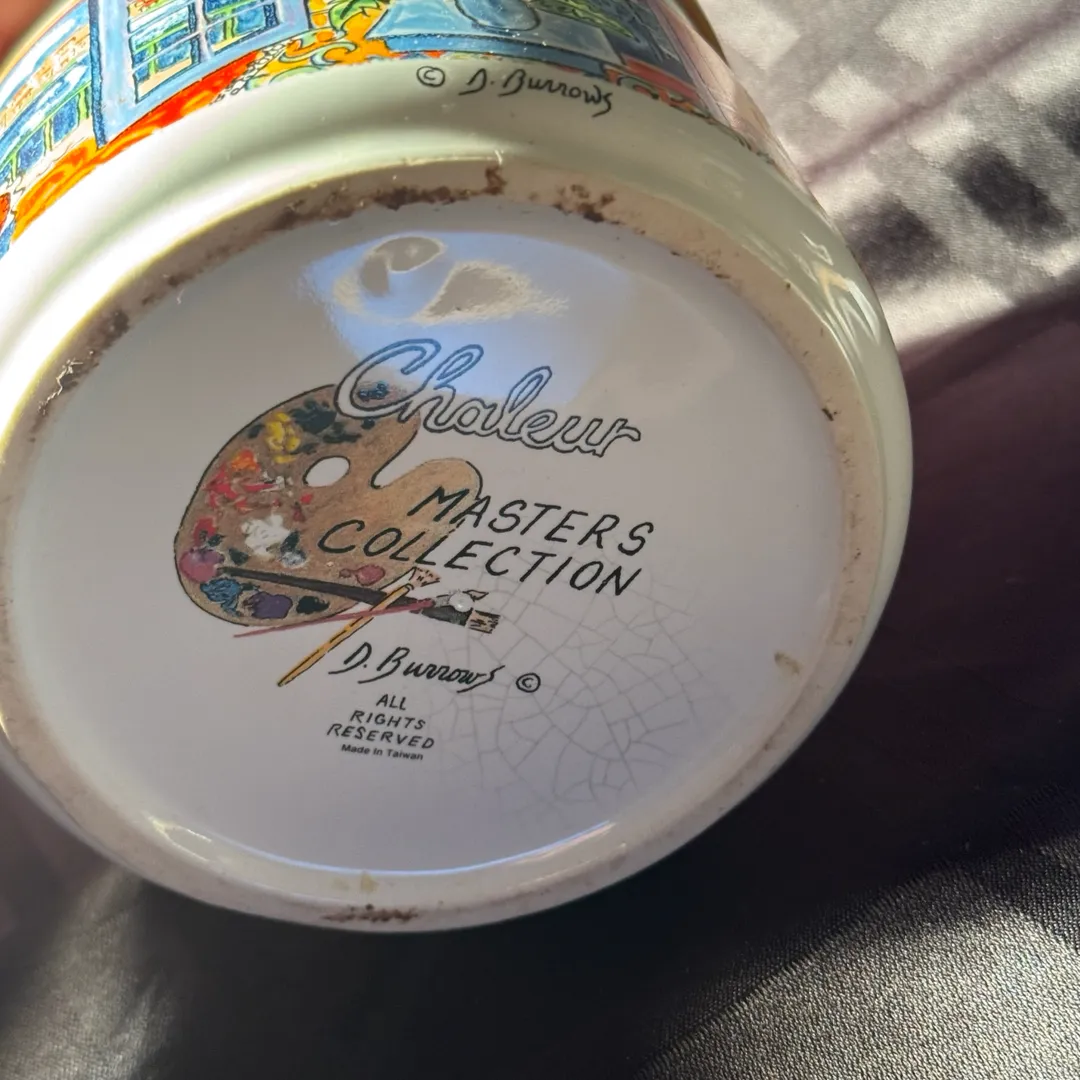 © D. Burrows
Chaleur
MASTERS
COLLECTION
D. Burrows ©
ALL
RIGHTS
RESERVED
Made In Taiwan